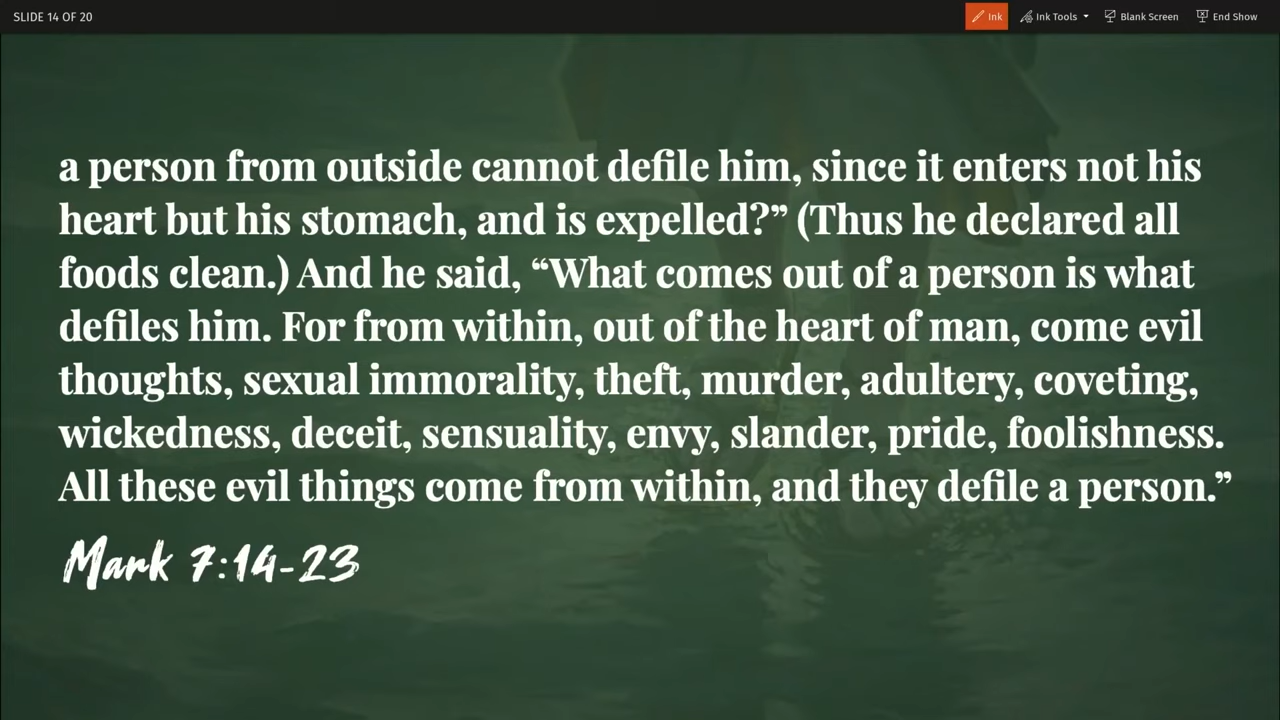 SLIDE 14 OF 20
Ink
Ink Tools
Blank Screen
End Show
a person from outside cannot defile him, since it enters not his
heart but his stomach, and is expelled?” (Thus he declared all
foods clean.) And he said, “What comes out of a person is what
defiles him. For from within, out of the heart of man, come evil
thoughts, sexual immorality, theft, murder, adultery, coveting,
wickedness, deceit, sensuality, envy, slander, pride, foolishness.
All these evil things come from within, and they defile a person.”
Mark 7:14-23